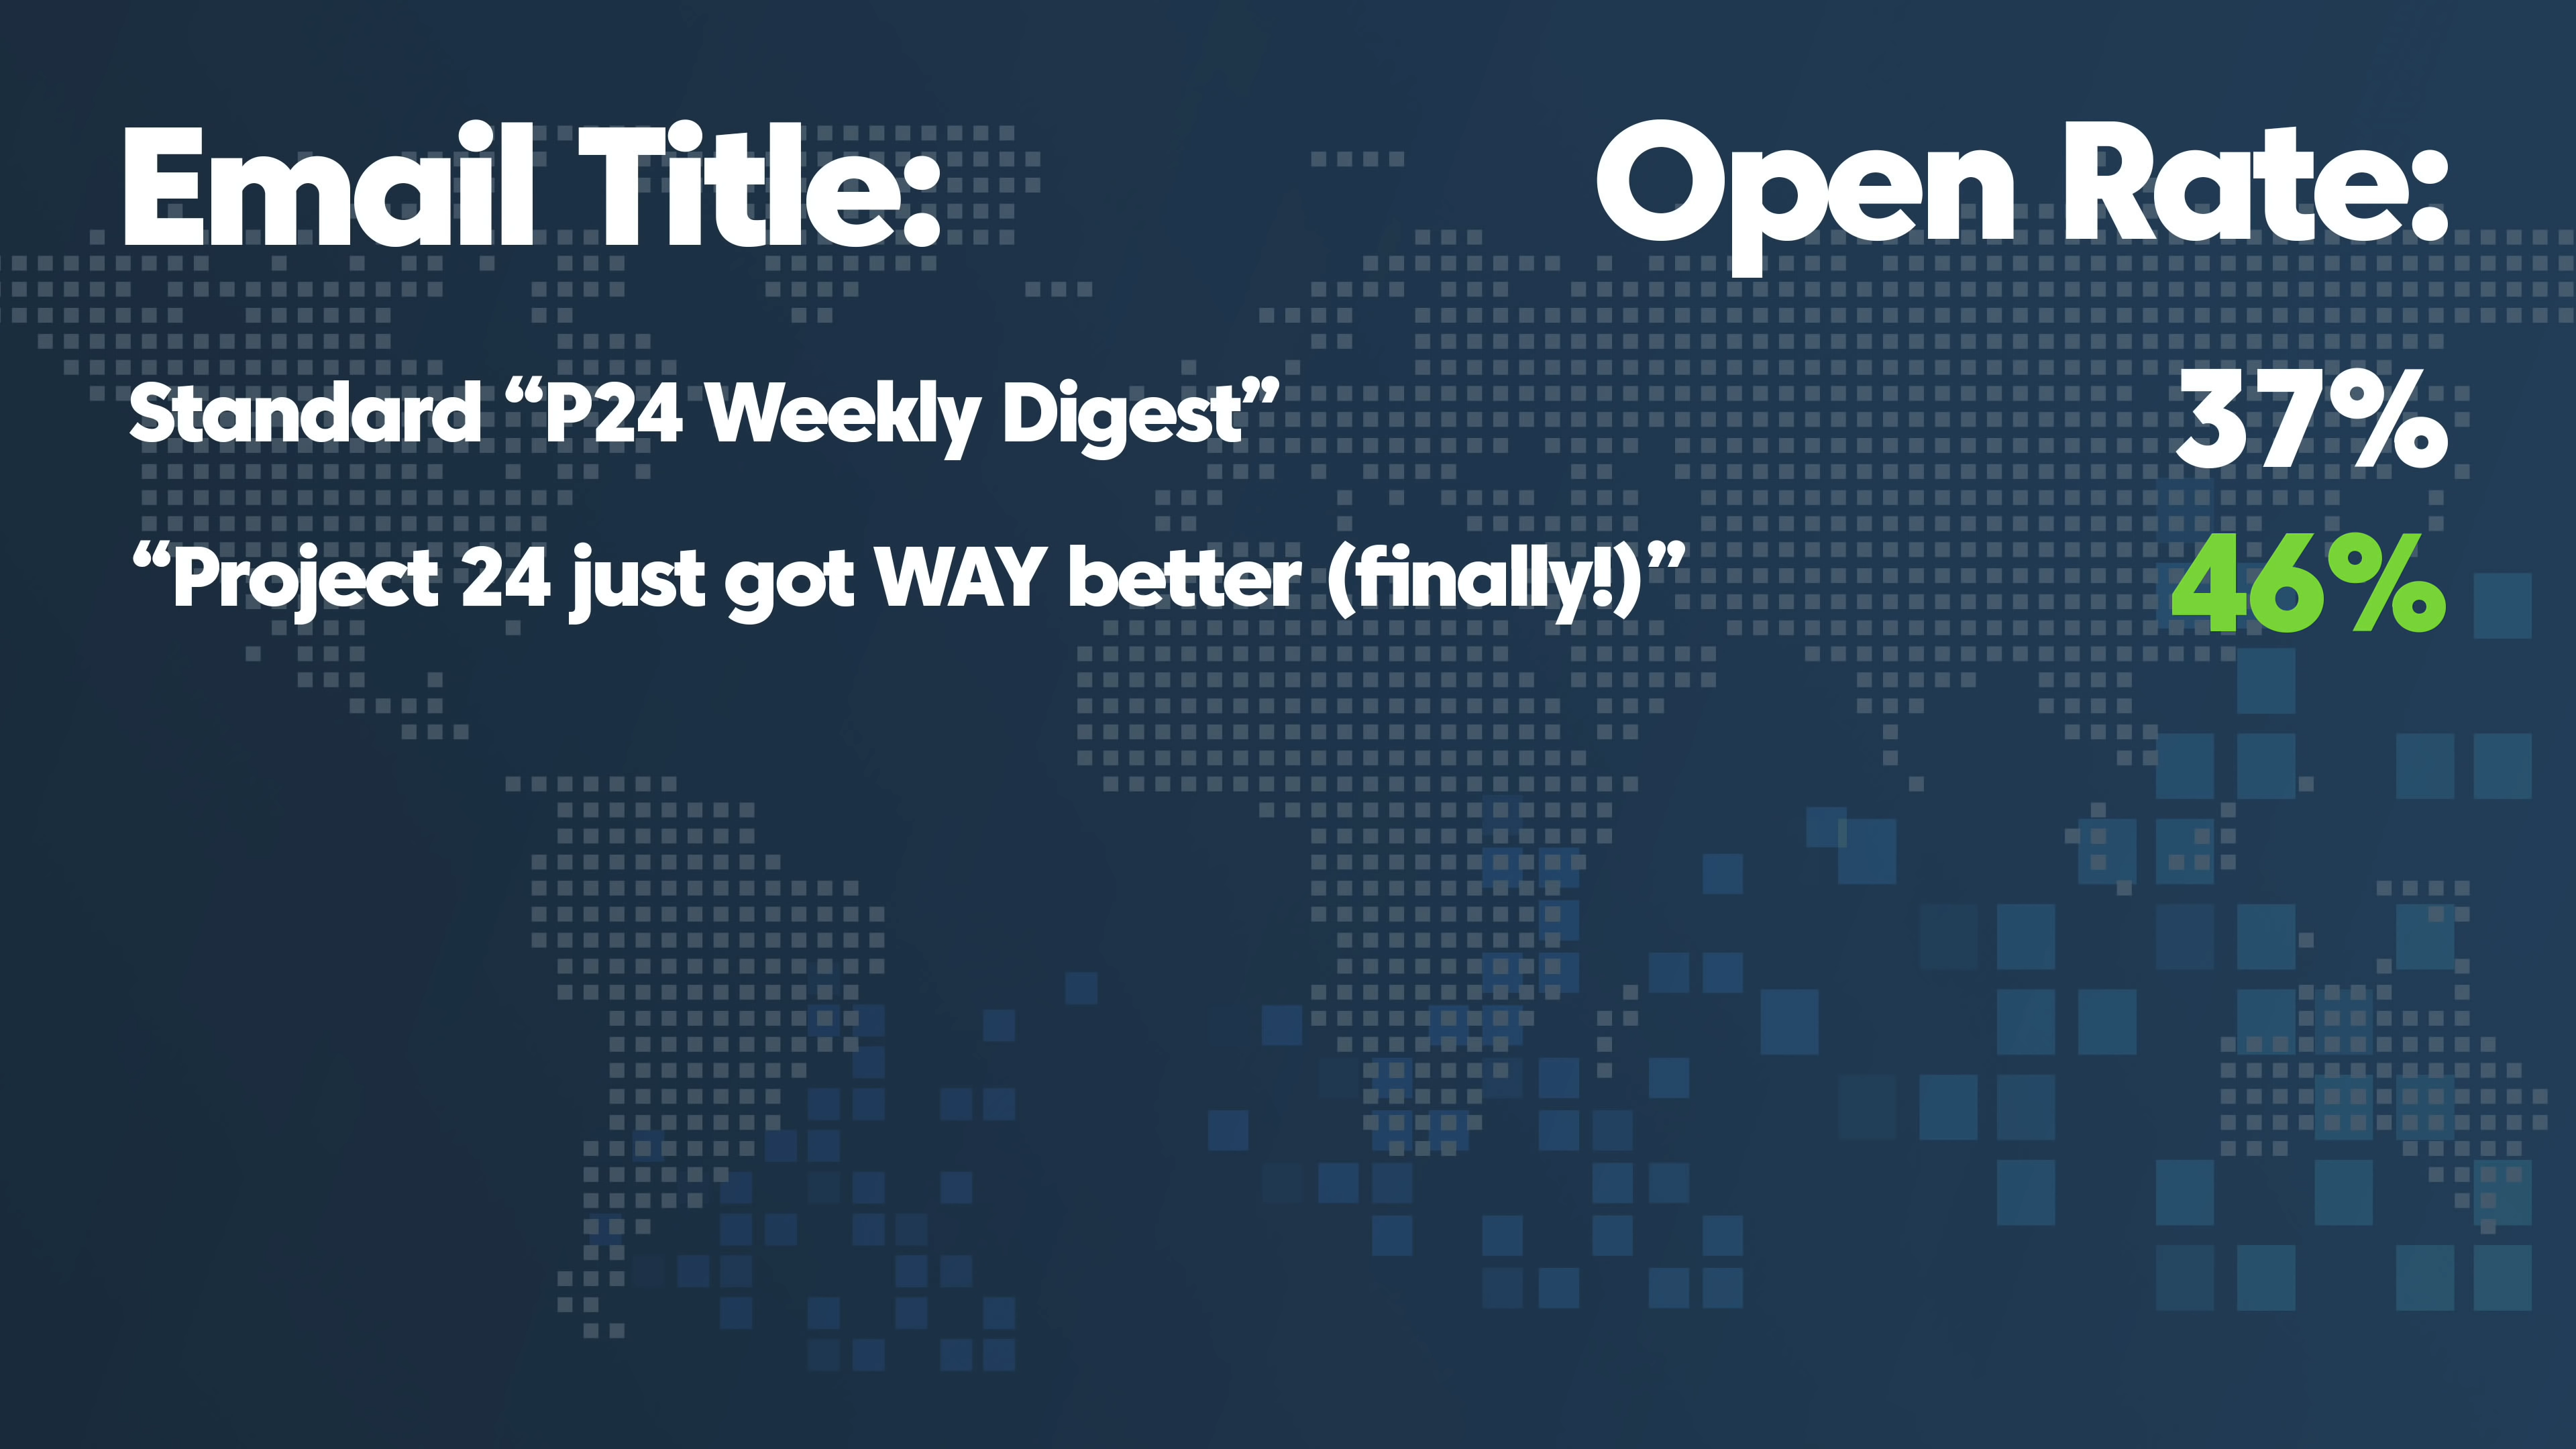 Email Title: Open Rate:
Standard “P24 Weekly Digest” 37%
“Project 24 just got WAY better (finally!)” 46%